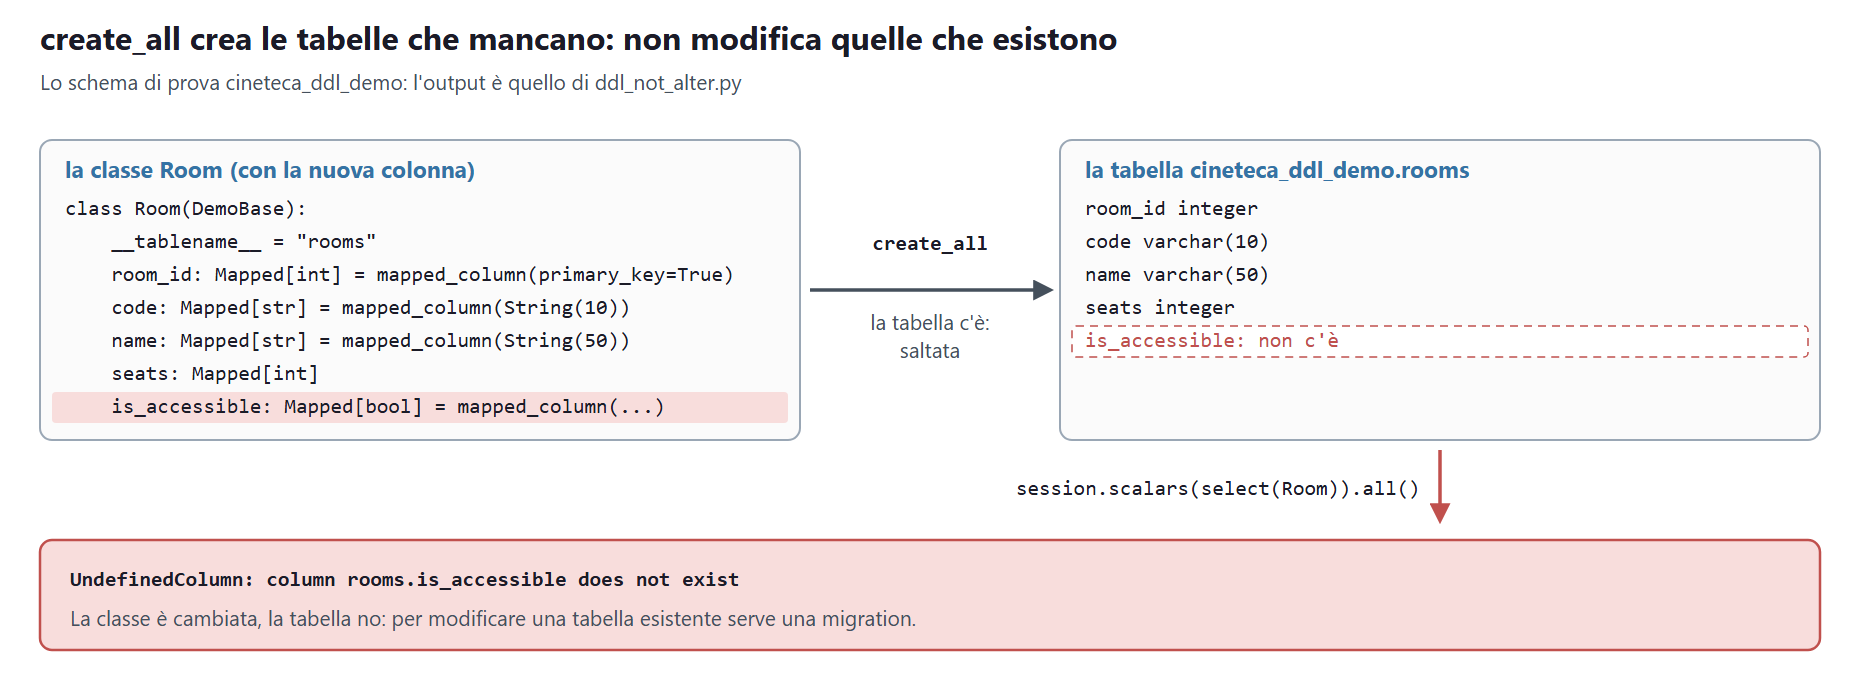 create_all crea le tabelle che mancano: non modifica quelle che esistono
Lo schema di prova cineteca_ddl_demo: l'output è quello di ddl_not_alter.py
la classe Room (con la nuova colonna)
class Room(DemoBase):
    __tablename__ = "rooms"
    room_id: Mapped[int] = mapped_column(primary_key=True)
    code: Mapped[str] = mapped_column(String(10))
    name: Mapped[str] = mapped_column(String(50))
    seats: Mapped[int]
    is_accessible: Mapped[bool] = mapped_column(...)
create_all
la tabella c'è:
saltata
la tabella cineteca_ddl_demo.rooms
room_id integer
code varchar(10)
name varchar(50)
seats integer
is_accessible: non c'è
session.scalars(select(Room)).all()
UndefinedColumn: column rooms.is_accessible does not exist
La classe è cambiata, la tabella no: per modificare una tabella esistente serve una migration.